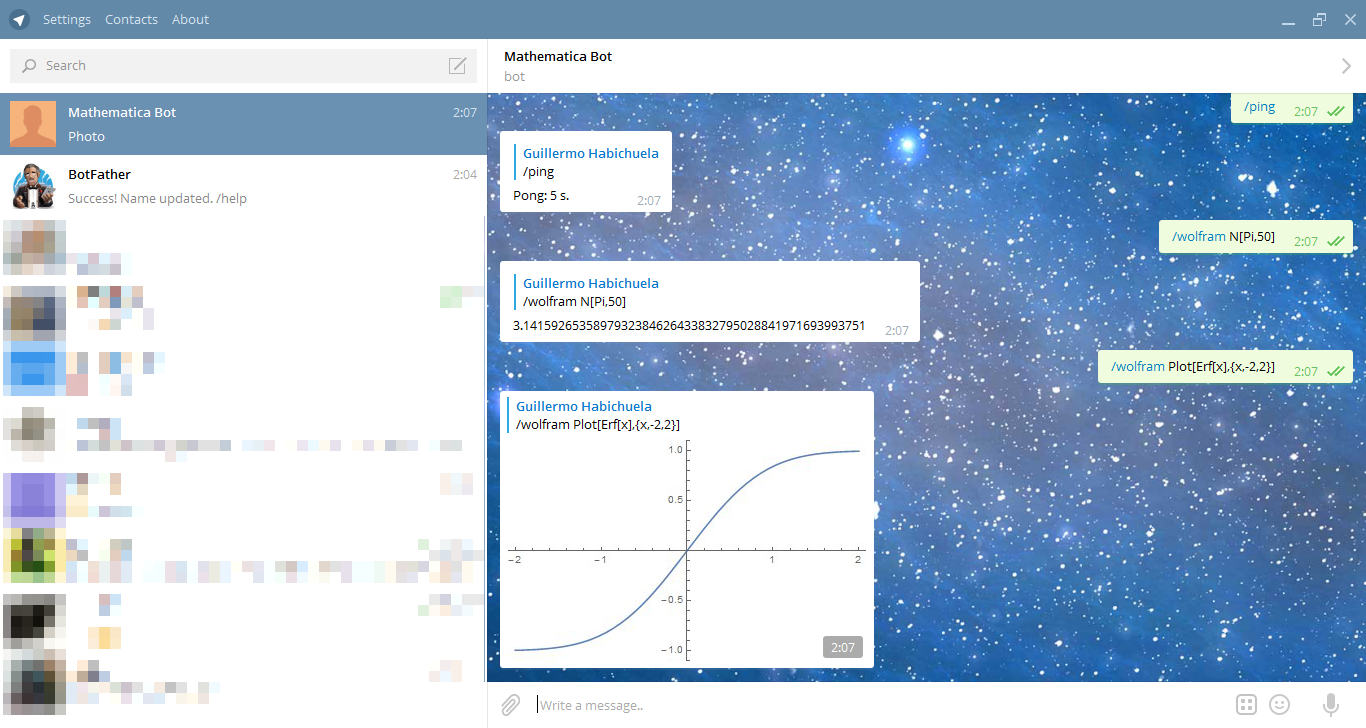 Settings Contacts About
Search
Mathematica Bot 2:07
Photo
BotFather 2:04
Success! Name updated. /help
Mathematica Bot
bot
/ping 2:07
Guillermo Habichuela
/ping
Pong: 5 s. 2:07
/wolfram N[Pi,50] 2:07
Guillermo Habichuela
/wolfram N[Pi,50]
3.1415926535897932384626433832795028841971693993751 2:07
/wolfram Plot[Erf[x],{x,-2,2}] 2:07
Guillermo Habichuela
/wolfram Plot[Erf[x],{x,-2,2}]
1.0
0.5
−2 −1 1 2
−0.5
−1.0
2:07
Write a message..